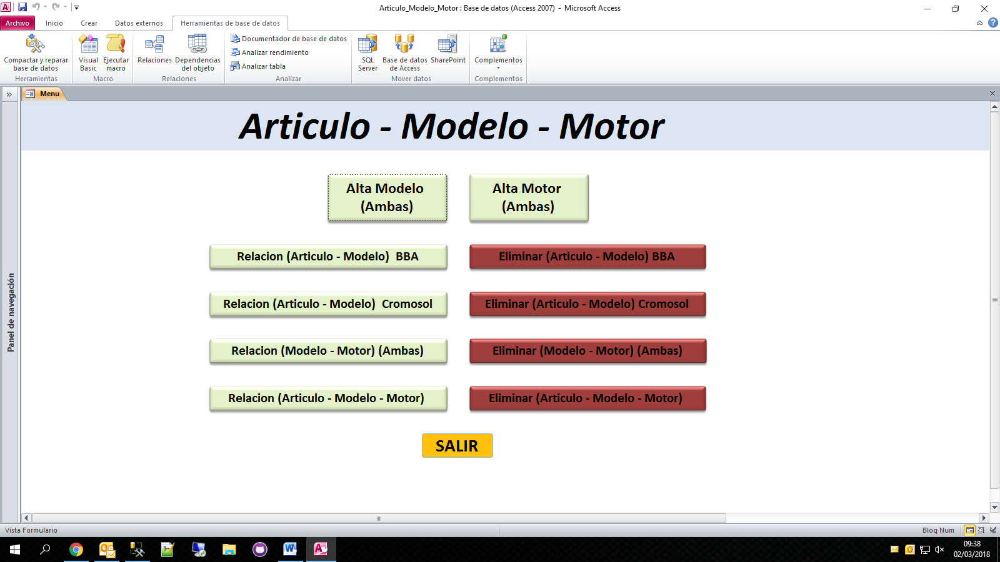 Articulo_Modelo_Motor : Base de datos (Access 2007) - Microsoft Access
Archivo Inicio Crear Datos externos Herramientas de base de datos
Compactar y reparar
base de datos
Herramientas
Visual
Basic
Ejecutar
macro
Macro
Relaciones
Dependencias
del objeto
Relaciones
Documentador de base de datos
Analizar rendimiento
Analizar tabla
Analizar
SQL
Server
Base de datos
de Access
SharePoint
Mover datos
Complementos
Complementos
Menu
Panel de navegación
Articulo - Modelo - Motor
Alta Modelo
(Ambas)
Alta Motor
(Ambas)
Relacion (Articulo - Modelo) BBA
Eliminar (Articulo - Modelo) BBA
Relacion (Articulo - Modelo) Cromosol
Eliminar (Articulo - Modelo) Cromosol
Relacion (Modelo - Motor) (Ambas)
Eliminar (Modelo - Motor) (Ambas)
Relacion (Articulo - Modelo - Motor)
Eliminar (Articulo - Modelo - Motor)
SALIR
Vista Formulario
Bloq Num
09:38
02/03/2018